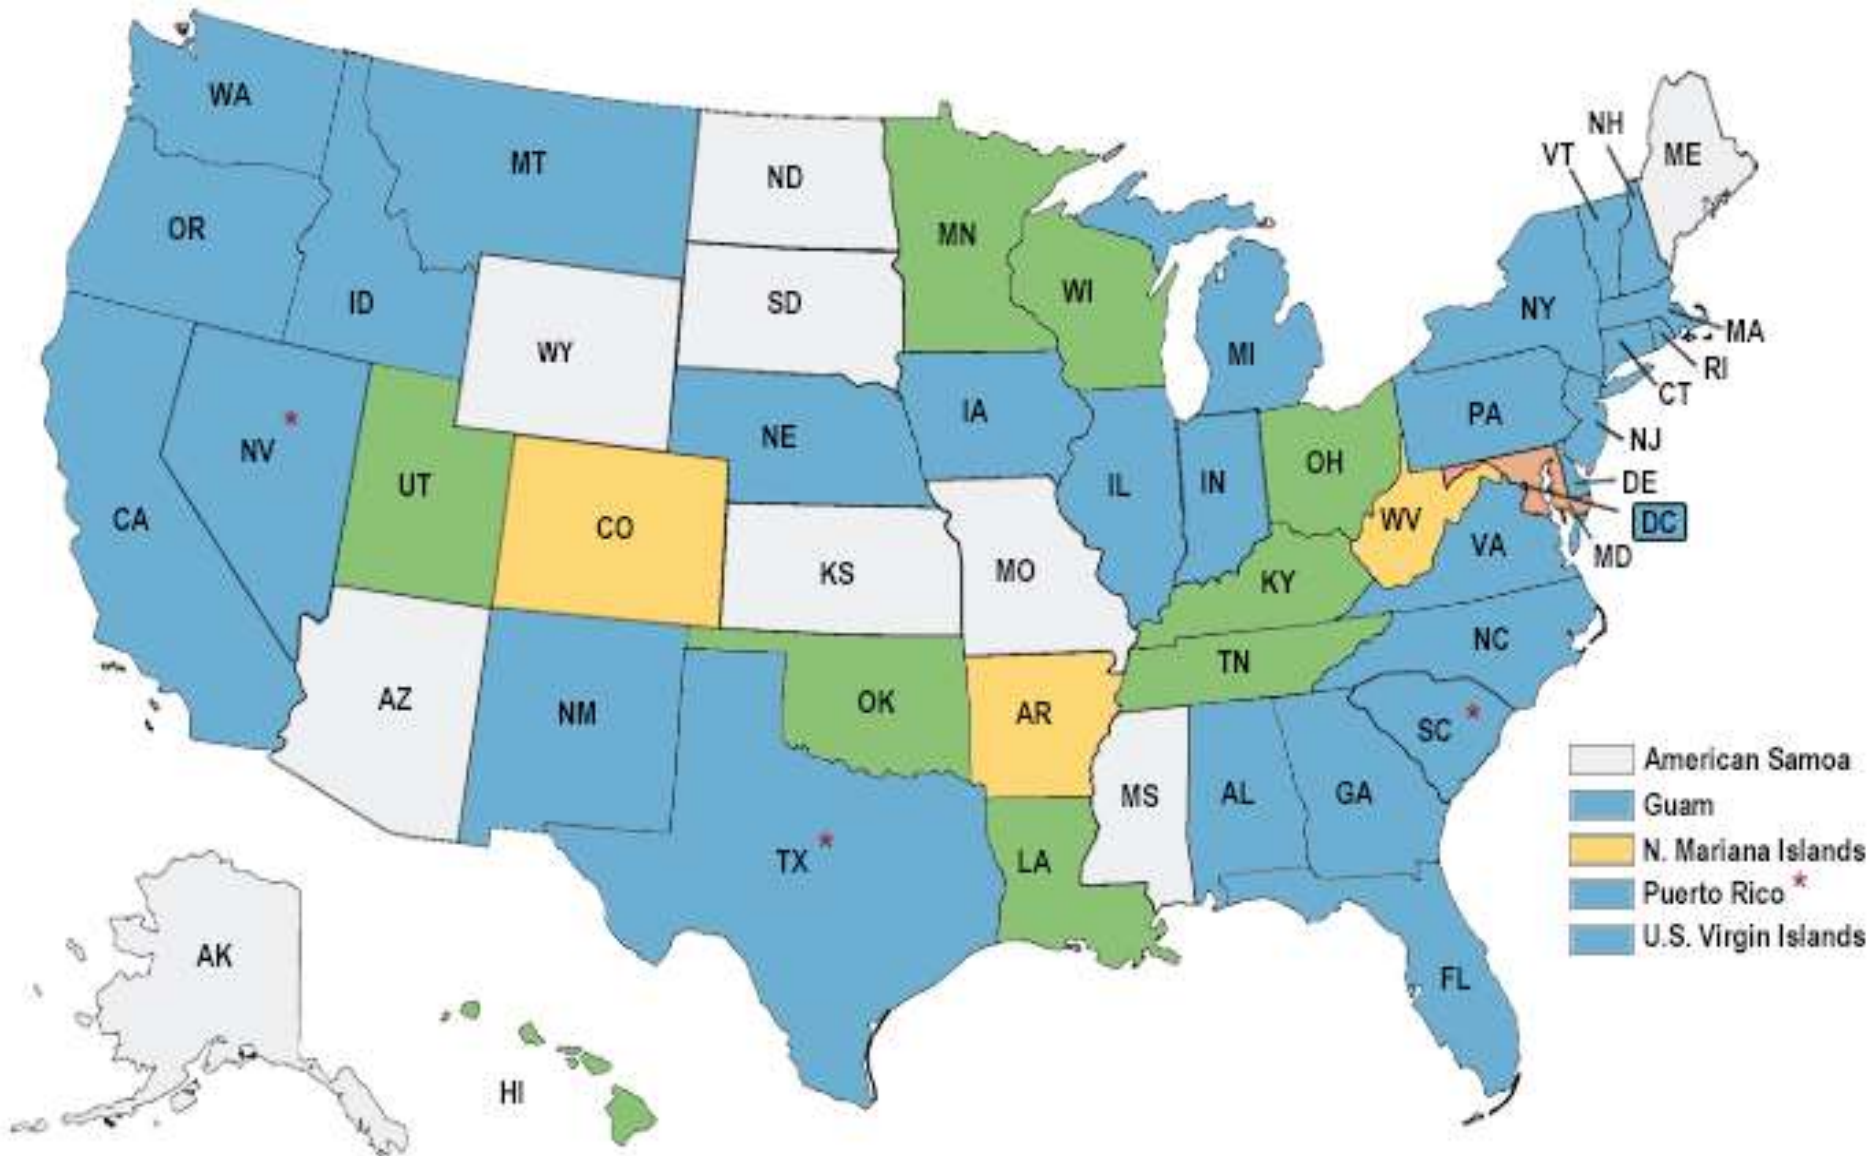 WA
MT
ND
MN
NH
VT
ME
OR
ID
SD
WI
WY
NY
MA
MI
RI
CT
NV *
NE
IA
PA
NJ
UT
CA
CO
IL
IN
OH
DE
DC
WV
VA
MD
KS
MO
KY
NC
TN
AZ
NM
OK
AR
SC *
MS
AL
GA
TX *
LA
FL
AK
HI
American Samoa
Guam
N. Mariana Islands
Puerto Rico *
U.S. Virgin Islands